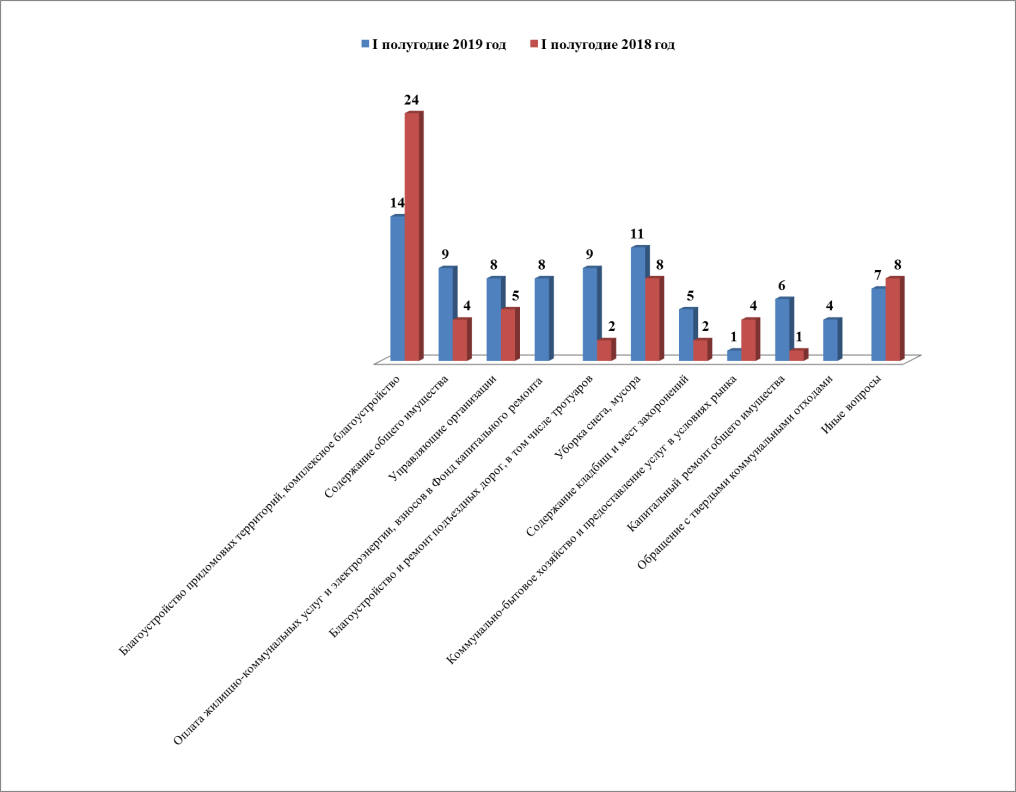 I полугодие 2019 год
I полугодие 2018 год
24
14
9
4
8
5
8
9
2
11
8
5
2
1
4
6
1
4
7
8
Благоустройство придомовых территорий, комплексное благоустройство
Содержание общего имущества
Управляющие организации
Оплата жилищно-коммунальных услуг и электроэнергии, взносов в Фонд капитального ремонта
Благоустройство и ремонт подъездных дорог, в том числе тротуаров
Уборка снега, мусора
Содержание кладбищ и мест захоронений
Коммунально-бытовое хозяйство и предоставление услуг в условиях рынка
Капитальный ремонт общего имущества
Обращение с твердыми коммунальными отходами
Иные вопросы